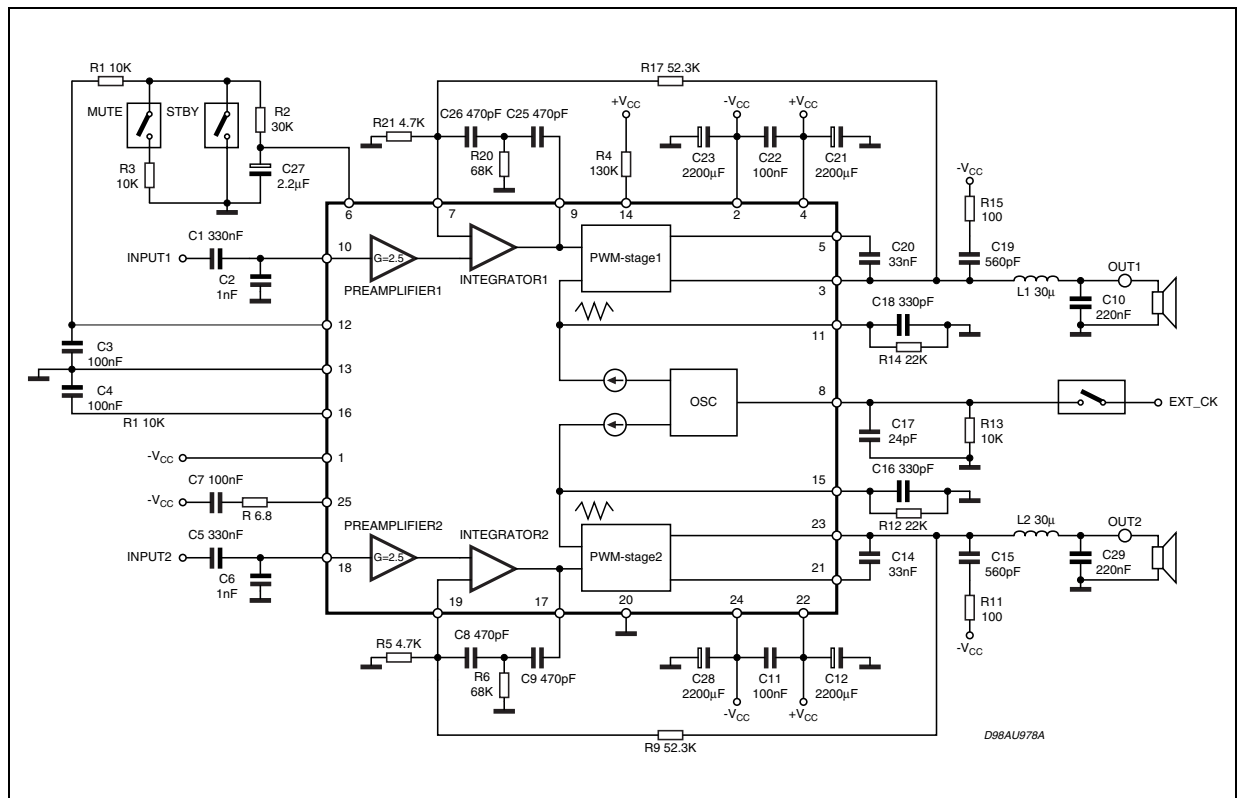 R1 10K
R17 52.3K
MUTE
STBY
R2
30K
R3
10K
C27
2.2μF
R21 4.7K
C26 470pF
C25 470pF
R20
68K
+VCC
R4
130K
-VCC
+VCC
C23
2200μF
C22
100nF
C21
2200μF
-VCC
R15
100
C19
560pF
6
7
9
14
2
4
C1 330nF
INPUT1
C2
1nF
10
G=2.5
PREAMPLIFIER1
INTEGRATOR1
PWM-stage1
5
3
C20
33nF
L1 30μ
OUT1
C10
220nF
C18 330pF
R14 22K
12
11
C3
100nF
13
C4
100nF
R1 10K
16
OSC
8
EXT_CK
C17
24pF
R13
10K
-VCC
1
C7 100nF
-VCC
R 6.8
25
15
C16 330pF
R12 22K
C5 330nF
INPUT2
C6
1nF
18
PREAMPLIFIER2
G=2.5
INTEGRATOR2
PWM-stage2
23
21
C14
33nF
L2 30μ
OUT2
C15
560pF
C29
220nF
R11
100
-VCC
19
17
20
24
22
R5 4.7K
C8 470pF
R6
68K
C9 470pF
C28
2200μF
C11
100nF
C12
2200μF
-VCC
+VCC
R9 52.3K
D98AU978A